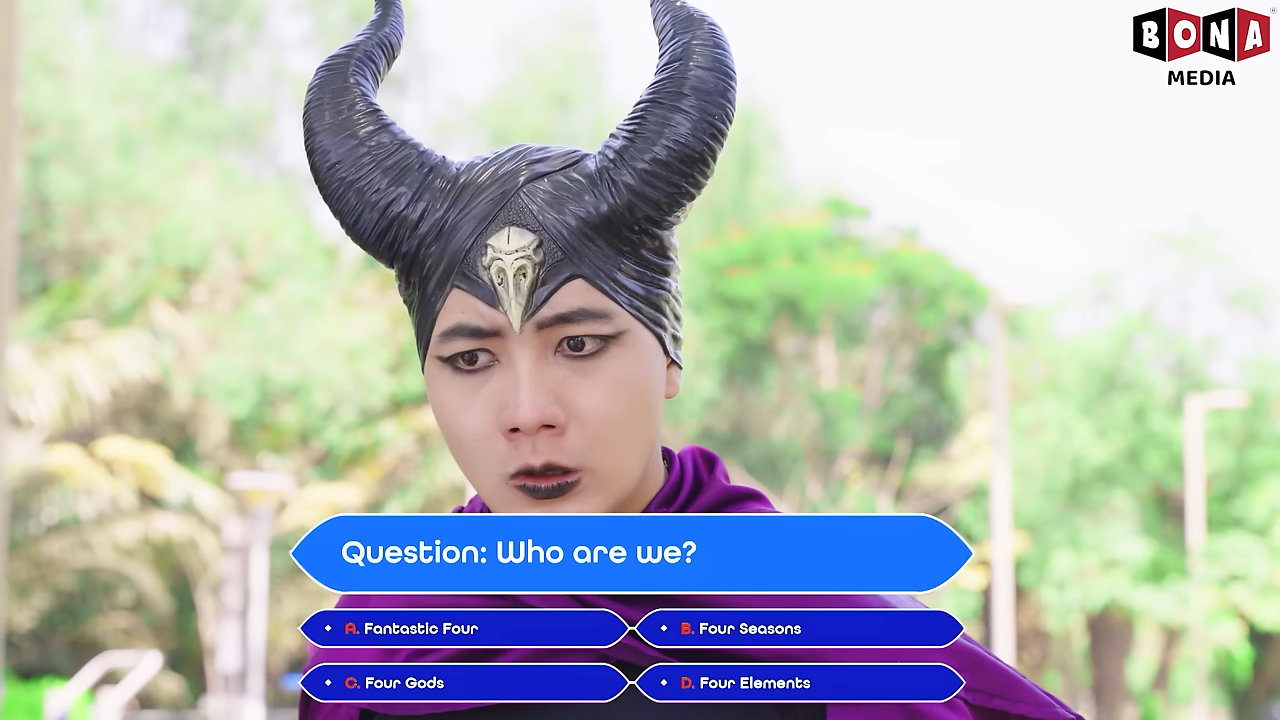 BONA®
MEDIA
Question: Who are we?
A. Fantastic Four
B. Four Seasons
C. Four Gods
D. Four Elements